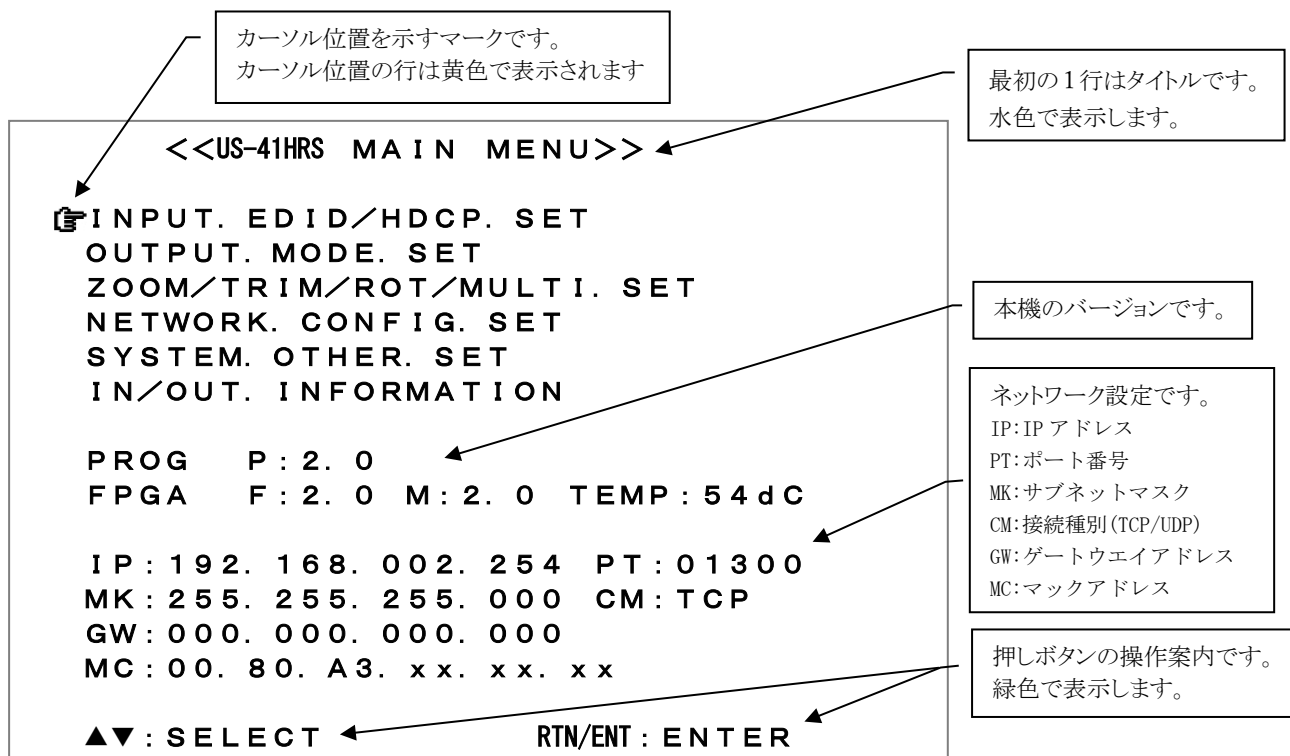 カーソル位置を示すマークです。
カーソル位置の行は黄色で表示されます
最初の１行はタイトルです。
水色で表示します。
<<US-41HRS MAIN MENU>>
☞INPUT. EDID/HDCP. SET
OUTPUT. MODE. SET
ZOOM/TRIM/ROT/MULTI. SET
NETWORK. CONFIG. SET
SYSTEM. OTHER. SET
IN/OUT. INFORMATION
本機のバージョンです。
PROG P:2. 0
FPGA F:2. 0 M:2. 0 TEMP:54dC
ネットワーク設定です。
IP:IP アドレス
PT:ポート番号
MK:サブネットマスク
CM:接続種別(TCP/UDP)
GW:ゲートウエイアドレス
MC:マックアドレス
IP:192. 168. 002. 254 PT:01300
MK:255. 255. 255. 000 CM:TCP
GW:000. 000. 000. 000
MC:00. 80. A3. xx. xx. xx
押しボタンの操作案内です。
緑色で表示します。
▲▼:SELECT RTN/ENT:ENTER